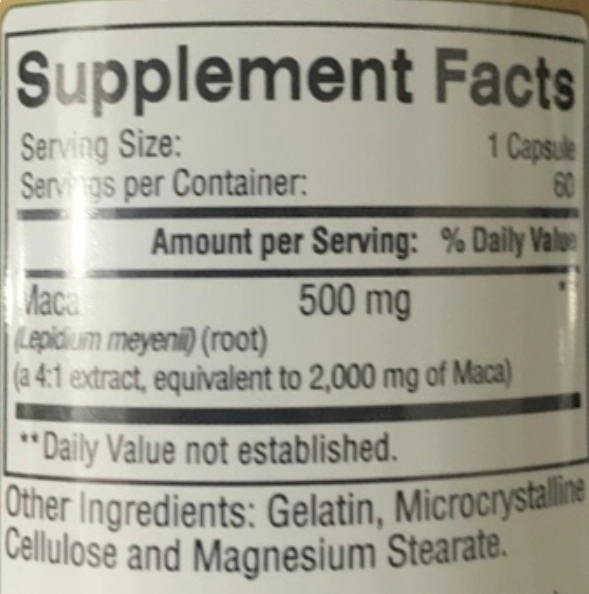 Supplement Facts
Serving Size: 1 Capsule
Servings per Container: 60
Amount per Serving: % Daily Value
Maca 500 mg **
(Lepidium meyenii) (root)
(a 4:1 extract, equivalent to 2,000 mg of Maca)
**Daily Value not established.
Other Ingredients: Gelatin, Microcrystalline
Cellulose and Magnesium Stearate.